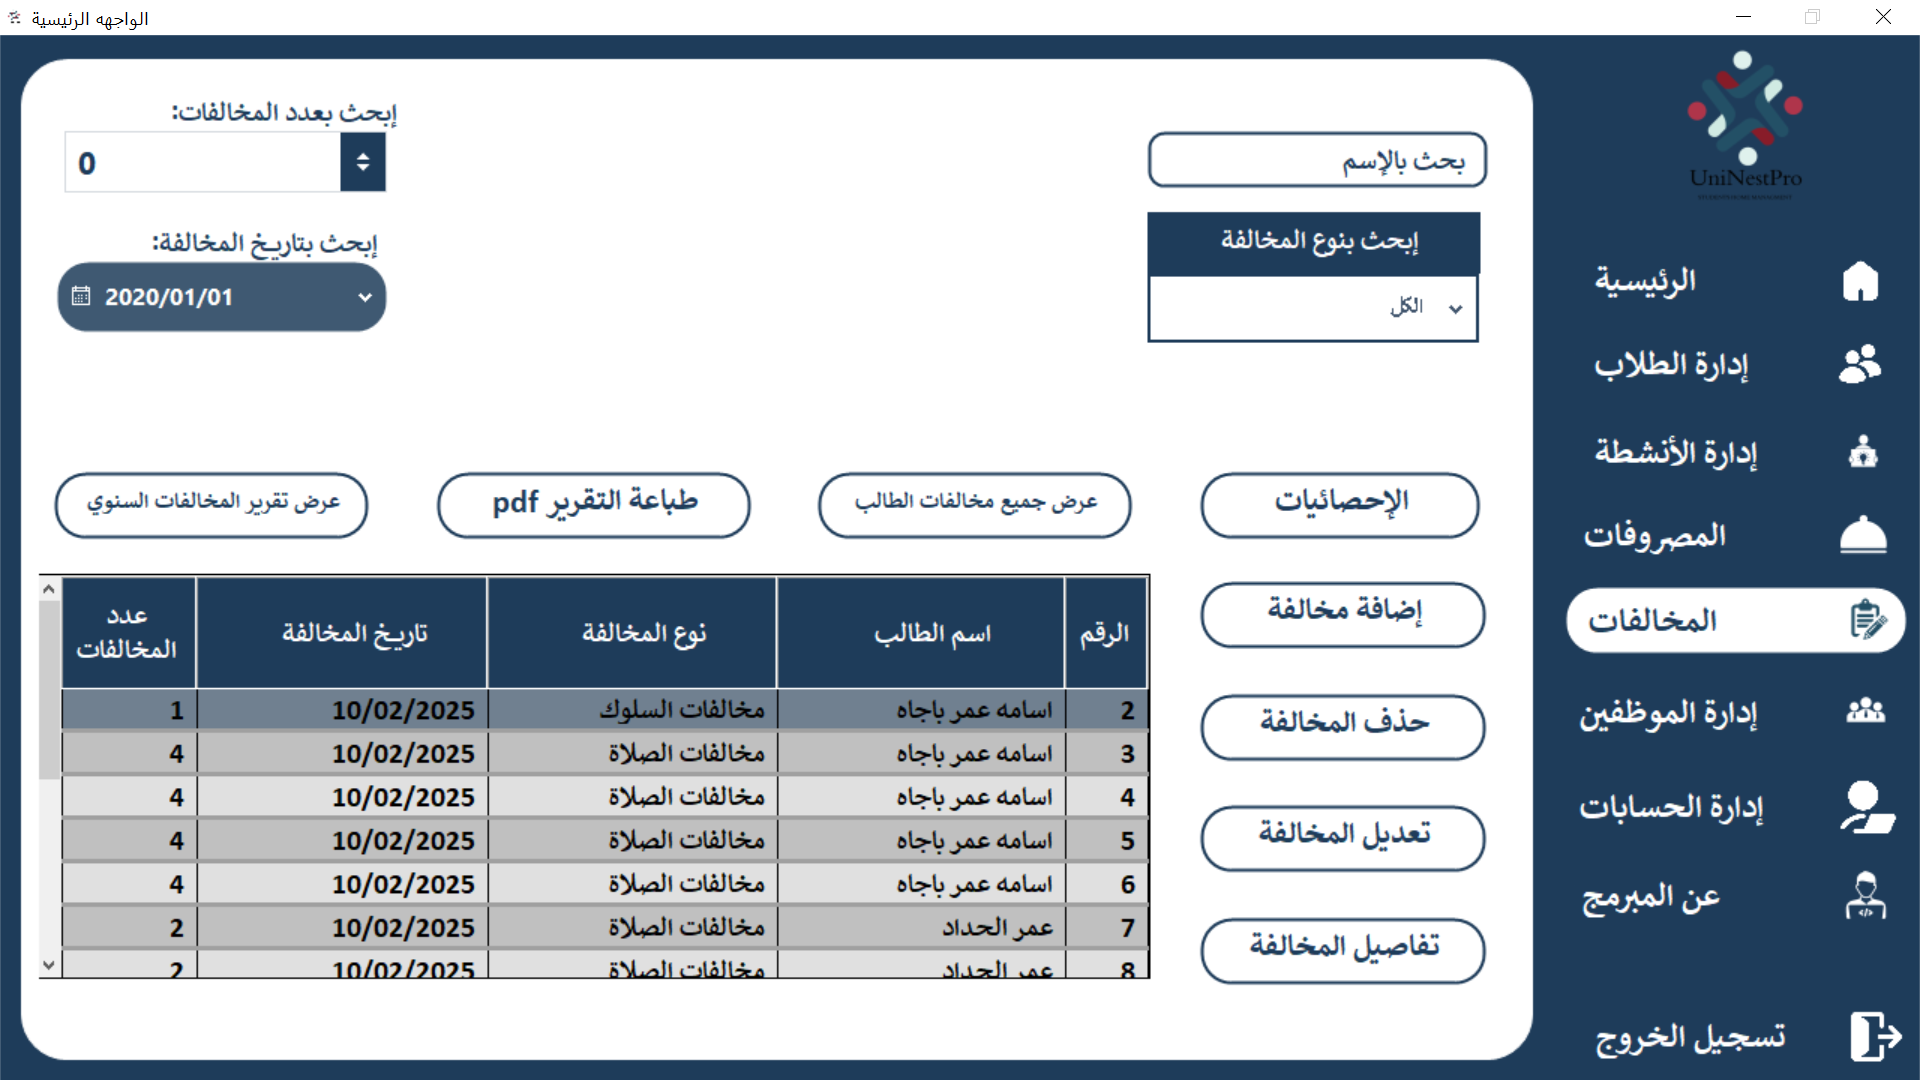 الواجهه الرئيسية
UniNestPro
الرئيسية
إدارة الطلاب
إدارة الأنشطة
المصروفات
المخالفات
إدارة الموظفين
إدارة الحسابات
عن المبرمج
تسجيل الخروج
بحث بالإسم
إبحث بعدد المخالفات:
0
إبحث بنوع المخالفة
الكل
إبحث بتاريخ المخالفة:
2020/01/01
الإحصائيات
عرض جميع مخالفات الطالب
طباعة التقرير pdf
عرض تقرير المخالفات السنوي
إضافة مخالفة
حذف المخالفة
تعديل المخالفة
تفاصيل المخالفة
الرقم اسم الطالب نوع المخالفة تاريخ المخالفة عدد المخالفات
2 اسامه عمر باجاه مخالفات السلوك 10/02/2025 1
3 اسامه عمر باجاه مخالفات الصلاة 10/02/2025 4
4 اسامه عمر باجاه مخالفات الصلاة 10/02/2025 4
5 اسامه عمر باجاه مخالفات الصلاة 10/02/2025 4
6 اسامه عمر باجاه مخالفات الصلاة 10/02/2025 4
7 عمر الحداد مخالفات الصلاة 10/02/2025 2
8 عمر الحداد مخالفات الصلاة 10/02/2025 2